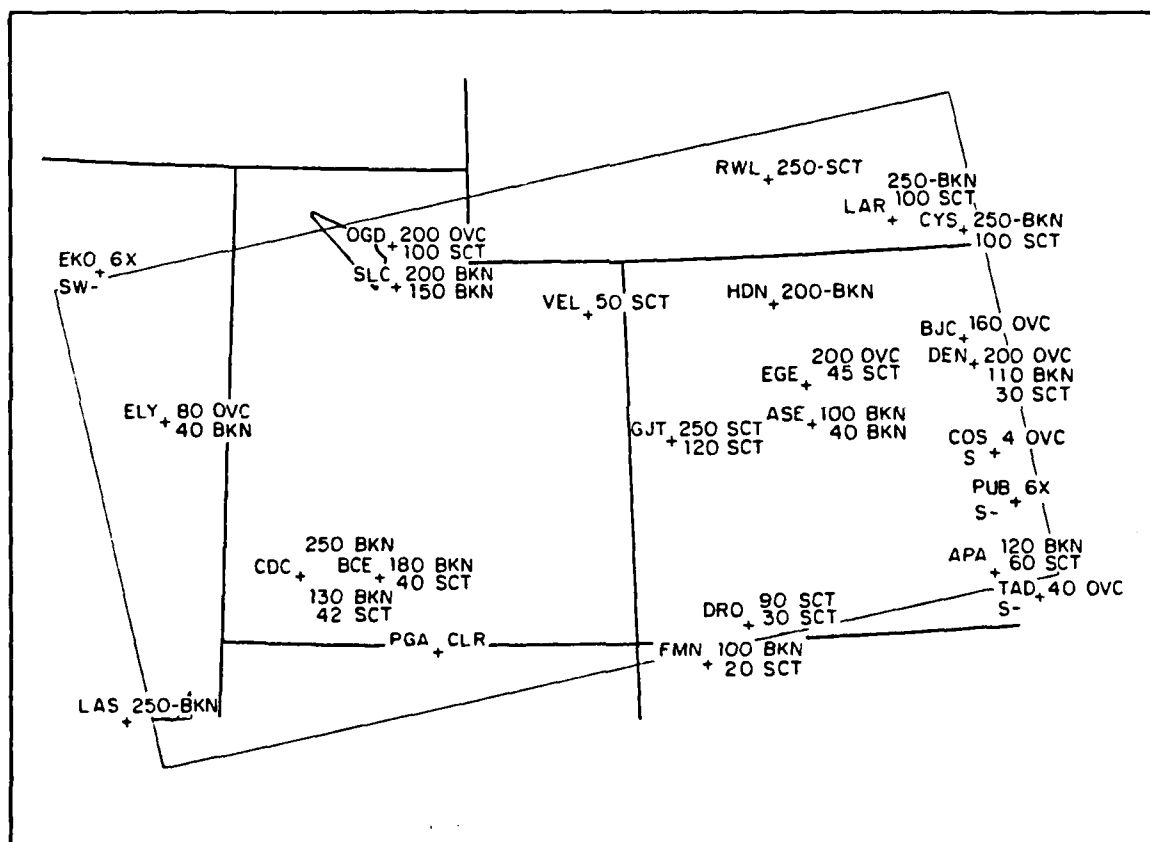 RWL + 250-SCT
250-BKN
100 SCT
LAR +
CYS + 250-BKN
100 SCT
OGD + 200 OVC
100 SCT
EKO + 6X
SW-
SLC + 200 BKN
150 BKN
VEL + 50 SCT
HDN + 200-BKN
BJC + 160 OVC
DEN + 200 OVC
110 BKN
30 SCT
200 OVC
EGE + 45 SCT
ELY + 80 OVC
40 BKN
ASE + 100 BKN
40 BKN
GJT + 250 SCT
120 SCT
COS + 4 OVC
S
PUB + 6X
S-
250 BKN
CDC +
130 BKN
42 SCT
BCE + 180 BKN
40 SCT
APA + 120 BKN
60 SCT
TAD + 40 OVC
S-
DRO + 90 SCT
30 SCT
PGA + CLR
FMN + 100 BKN
20 SCT
LAS + 250-BKN